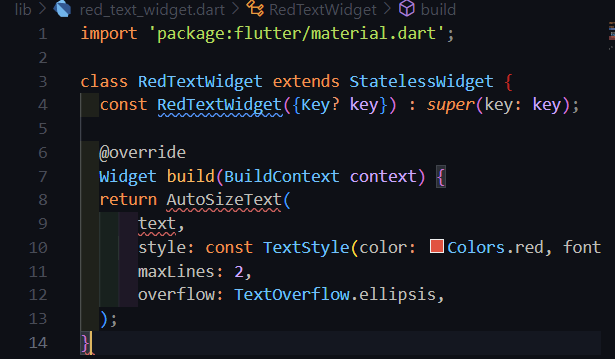 lib > red_text_widget.dart > RedTextWidget > build
1 import 'package:flutter/material.dart';
2
3 class RedTextWidget extends StatelessWidget {
4 const RedTextWidget({Key? key}) : super(key: key);
5
6 @override
7 Widget build(BuildContext context) {
8 return AutoSizeText(
9 text,
10 style: const TextStyle(color: Colors.red, font
11 maxLines: 2,
12 overflow: TextOverflow.ellipsis,
13 );
14 }